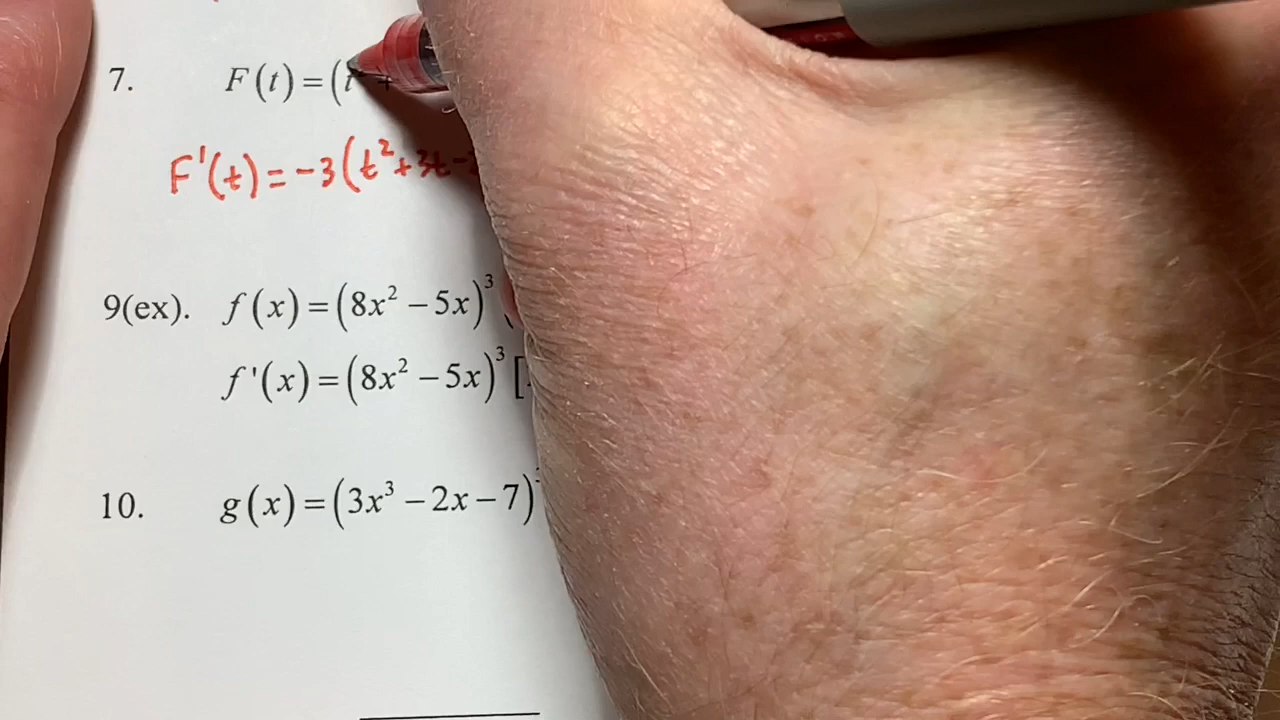 7. F(t) = (t
F'(t) = -3(t² + 3t -
9(ex). f(x) = (8x² − 5x)³ (
f'(x) = (8x² − 5x)³ [
10. g(x) = (3x³ − 2x − 7)